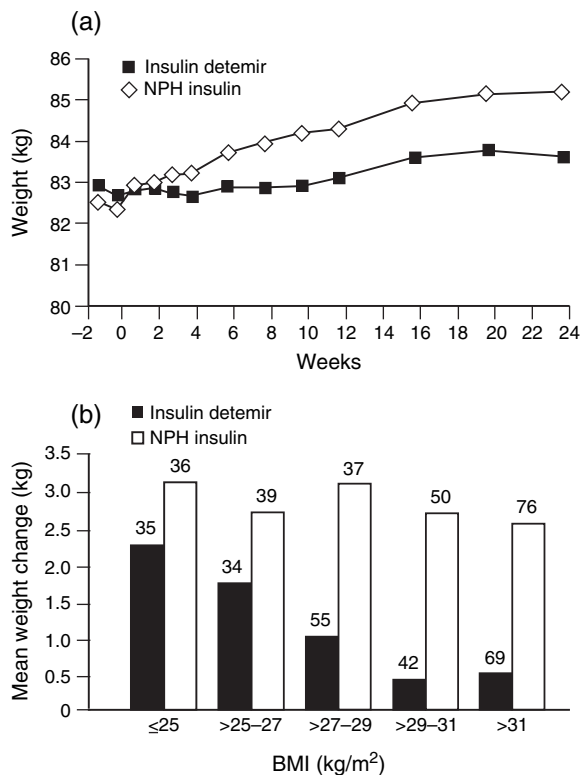 (a)
Insulin detemir
NPH insulin
Weight (kg)
86
85
84
83
82
81
80
–2 0 2 4 6 8 10 12 14 16 18 20 22 24
Weeks
(b)
Insulin detemir
NPH insulin
Mean weight change (kg)
3.5
3.0
2.5
2.0
1.5
1.0
0.5
0
35 36 34 39 55 37 42 50 69 76
≤25 >25–27 >27–29 >29–31 >31
BMI (kg/m²)